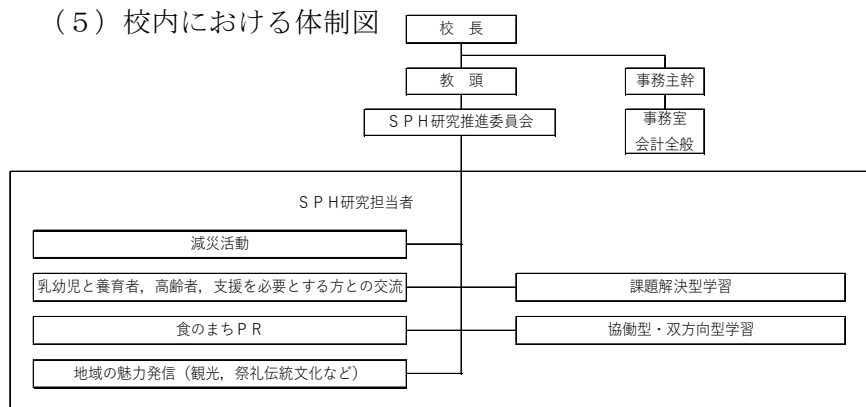 （５）校内における体制図
校　長
教　頭
事務主幹
ＳＰＨ研究推進委員会
事務室
会計全般
ＳＰＨ研究担当者
減災活動
乳幼児と養育者，高齢者，支援を必要とする方との交流
課題解決型学習
食のまちＰＲ
協働型・双方向型学習
地域の魅力発信（観光，祭礼伝統文化など）